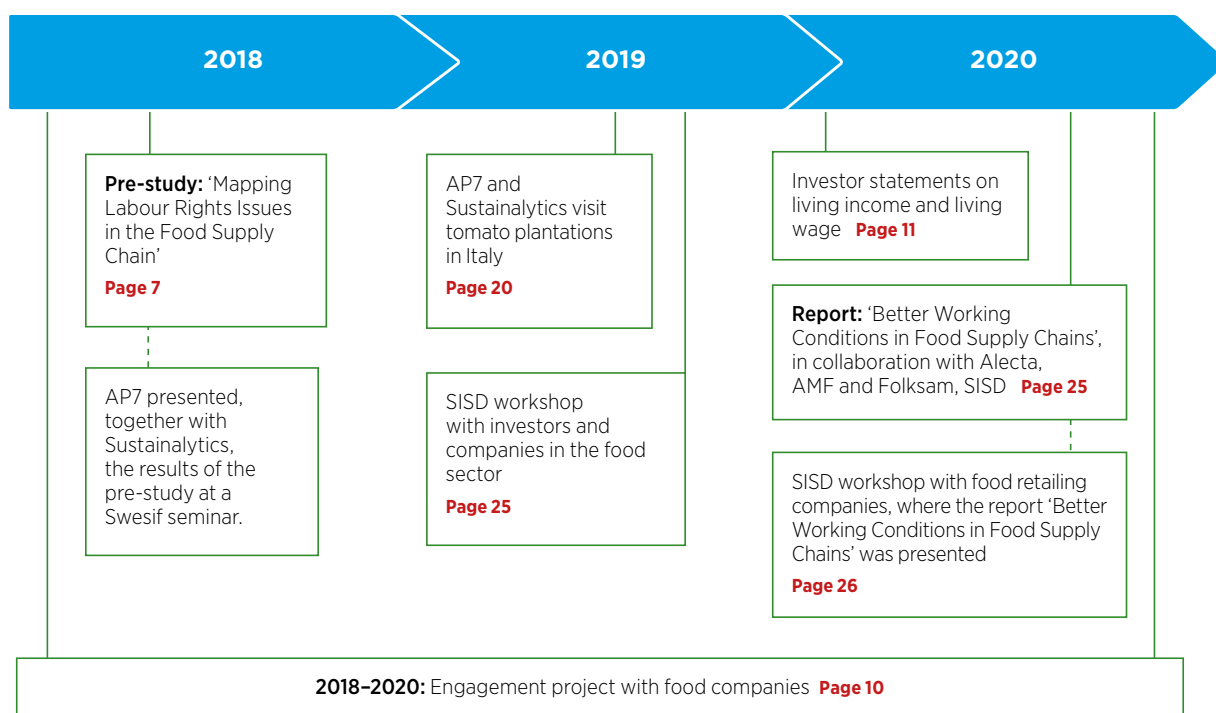 2018
2019
2020
Pre-study: ‘Mapping
Labour Rights Issues
in the Food Supply
Chain’
Page 7
AP7 presented,
together with
Sustainalytics,
the results of the
pre-study at a
Swesif seminar.
AP7 and
Sustainalytics visit
tomato plantations
in Italy
Page 20
SISD workshop
with investors and
companies in the food
sector
Page 25
Investor statements on
living income and living
wage Page 11
Report: ‘Better Working
Conditions in Food Supply Chains’,
in collaboration with Alecta,
AMF and Folksam, SISD Page 25
SISD workshop with food retailing
companies, where the report ‘Better
Working Conditions in Food Supply
Chains’ was presented
Page 26
2018–2020: Engagement project with food companies Page 10